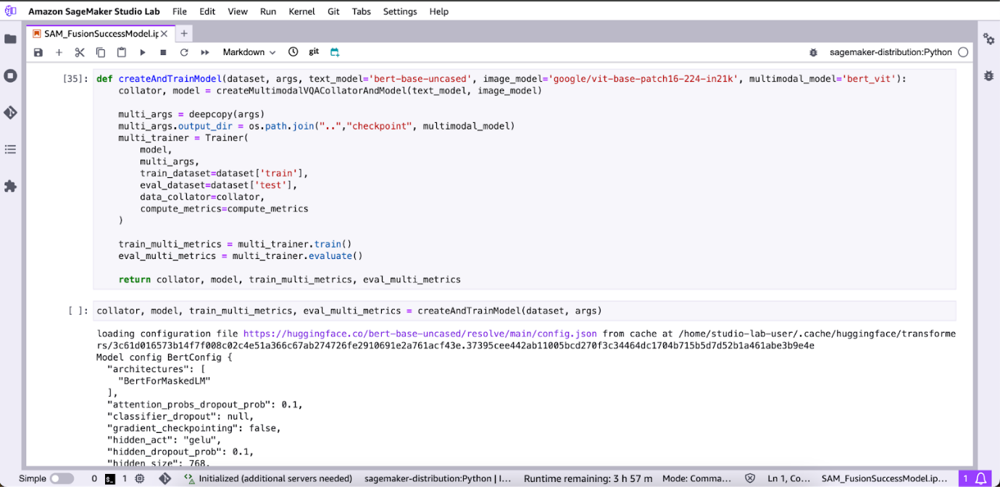 Amazon SageMaker Studio Lab File Edit View Run Kernel Git Tabs Settings Help
SAM_FusionSuccessModel.ip
Markdown git sagemaker-distribution:Python
[35]: def createAndTrainModel(dataset, args, text_model='bert-base-uncased', image_model='google/vit-base-patch16-224-in21k', multimodal_model='bert_vit'):
    collator, model = createMultimodalVQACollatorAndModel(text_model, image_model)
    multi_args = deepcopy(args)
    multi_args.output_dir = os.path.join("..","checkpoint", multimodal_model)
    multi_trainer = Trainer(
        model,
        multi_args,
        train_dataset=dataset['train'],
        eval_dataset=dataset['test'],
        data_collator=collator,
        compute_metrics=compute_metrics
    )
    train_multi_metrics = multi_trainer.train()
    eval_multi_metrics = multi_trainer.evaluate()
    return collator, model, train_multi_metrics, eval_multi_metrics
[ ]: collator, model, train_multi_metrics, eval_multi_metrics = createAndTrainModel(dataset, args)
loading configuration file https://huggingface.co/bert-base-uncased/resolve/main/config.json from cache at /home/studio-lab-user/.cache/huggingface/transforme
rs/3c61d016573b14f7f008c02c4e51a366c67ab274726fe2910691e2a761acf43e.37395cee442ab11005bcd270f3c34464dc1704b715b5d7d52b1a461abe3b9e4e
Model config BertConfig {
  "architectures": [
    "BertForMaskedLM"
  ],
  "attention_probs_dropout_prob": 0.1,
  "classifier_dropout": null,
  "gradient_checkpointing": false,
  "hidden_act": "gelu",
  "hidden_dropout_prob": 0.1,
  "hidden_size": 768,
Simple 0 $_ 1 Initialized (additional servers needed) sagemaker-distribution:Python | I... Runtime remaining: 3 h 57 m Mode: Comma... Ln 1, Co... SAM_FusionSuccessModel.ip... 1